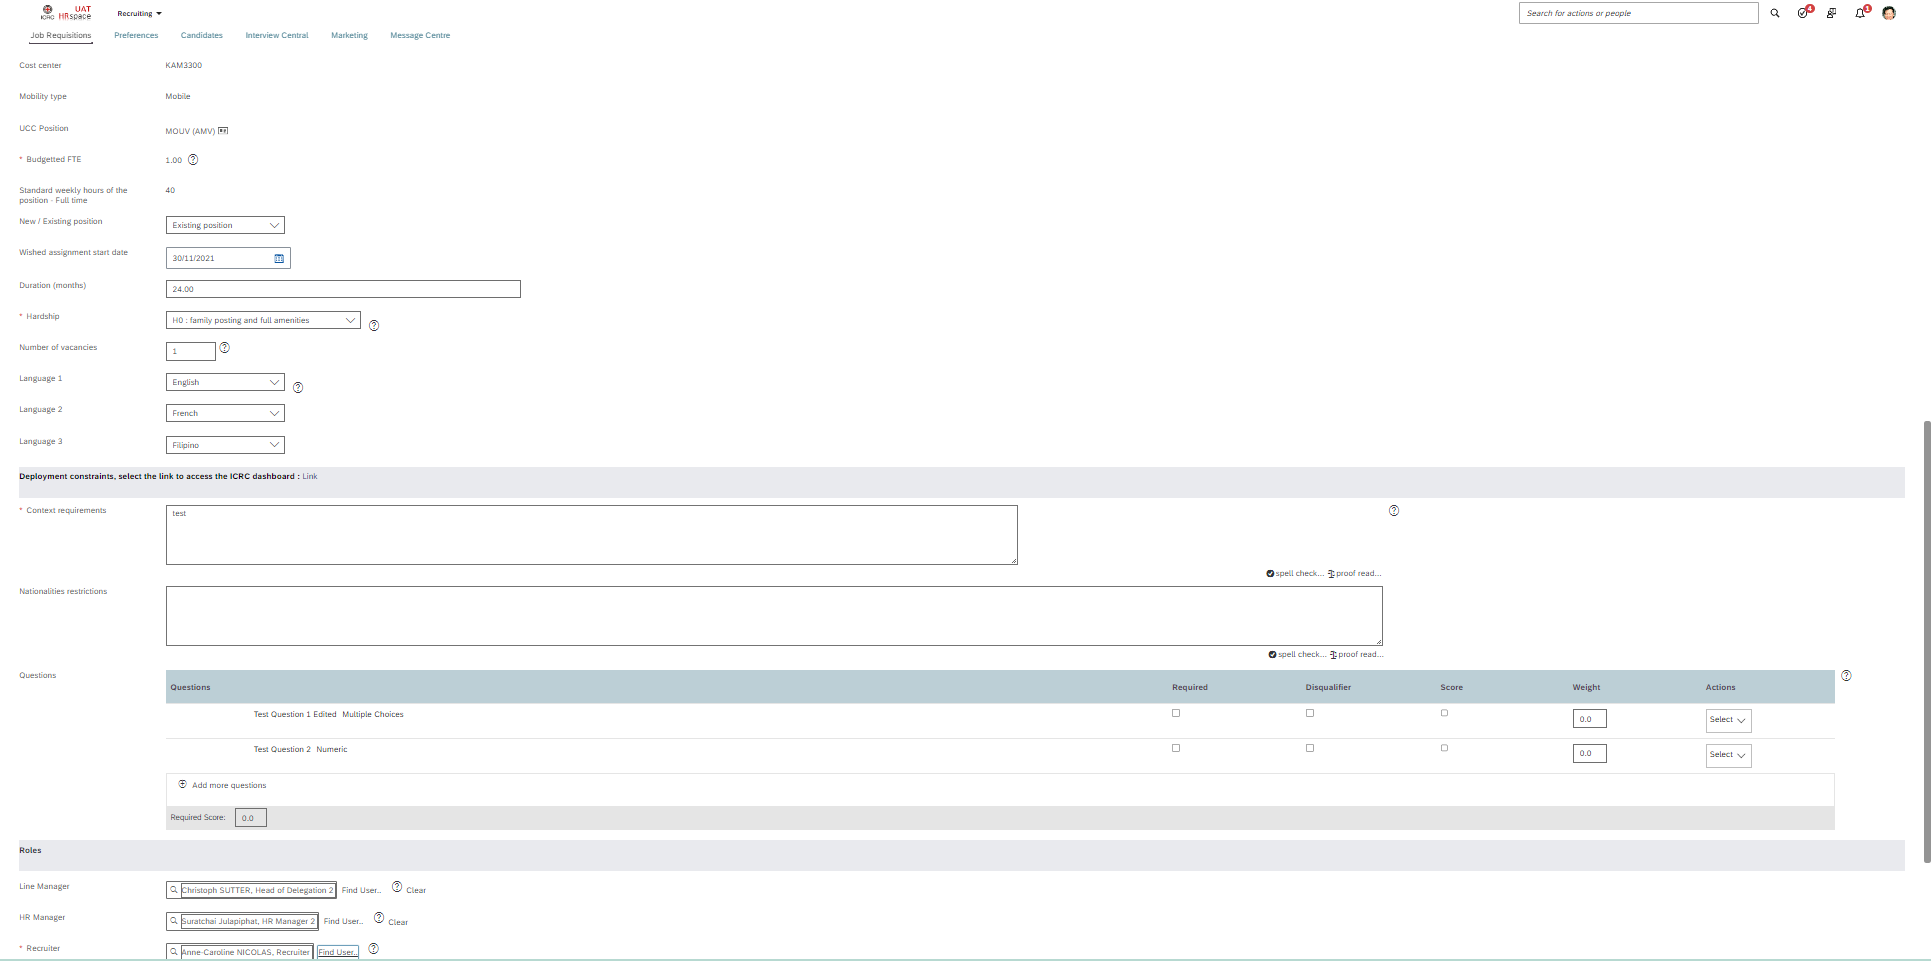 UAT
ICRC HRspace
Recruiting
Search for actions or people
4
1
Job Requisitions Preferences Candidates Interview Central Marketing Message Centre
Cost center KAM3300
Mobility type Mobile
UCC Position MOUV (AMV)
* Budgetted FTE 1.00
Standard weekly hours of the position - Full time 40
New / Existing position Existing position
Wished assignment start date 30/11/2021
Duration (months) 24.00
* Hardship H0 : family posting and full amenities
Number of vacancies 1
Language 1 English
Language 2 French
Language 3 Filipino
Deployment constraints, select the link to access the ICRC dashboard : Link
* Context requirements test
spell check... proof read...
Nationalities restrictions
spell check... proof read...
Questions
Questions Required Disqualifier Score Weight Actions
Test Question 1 Edited Multiple Choices 0.0 Select
Test Question 2 Numeric 0.0 Select
Add more questions
Required Score: 0.0
Roles
Line Manager Christoph SUTTER, Head of Delegation 2 Find User.. Clear
HR Manager Suratchai Julapiphat, HR Manager 2 Find User.. Clear
* Recruiter Anne-Caroline NICOLAS, Recruiter Find User..